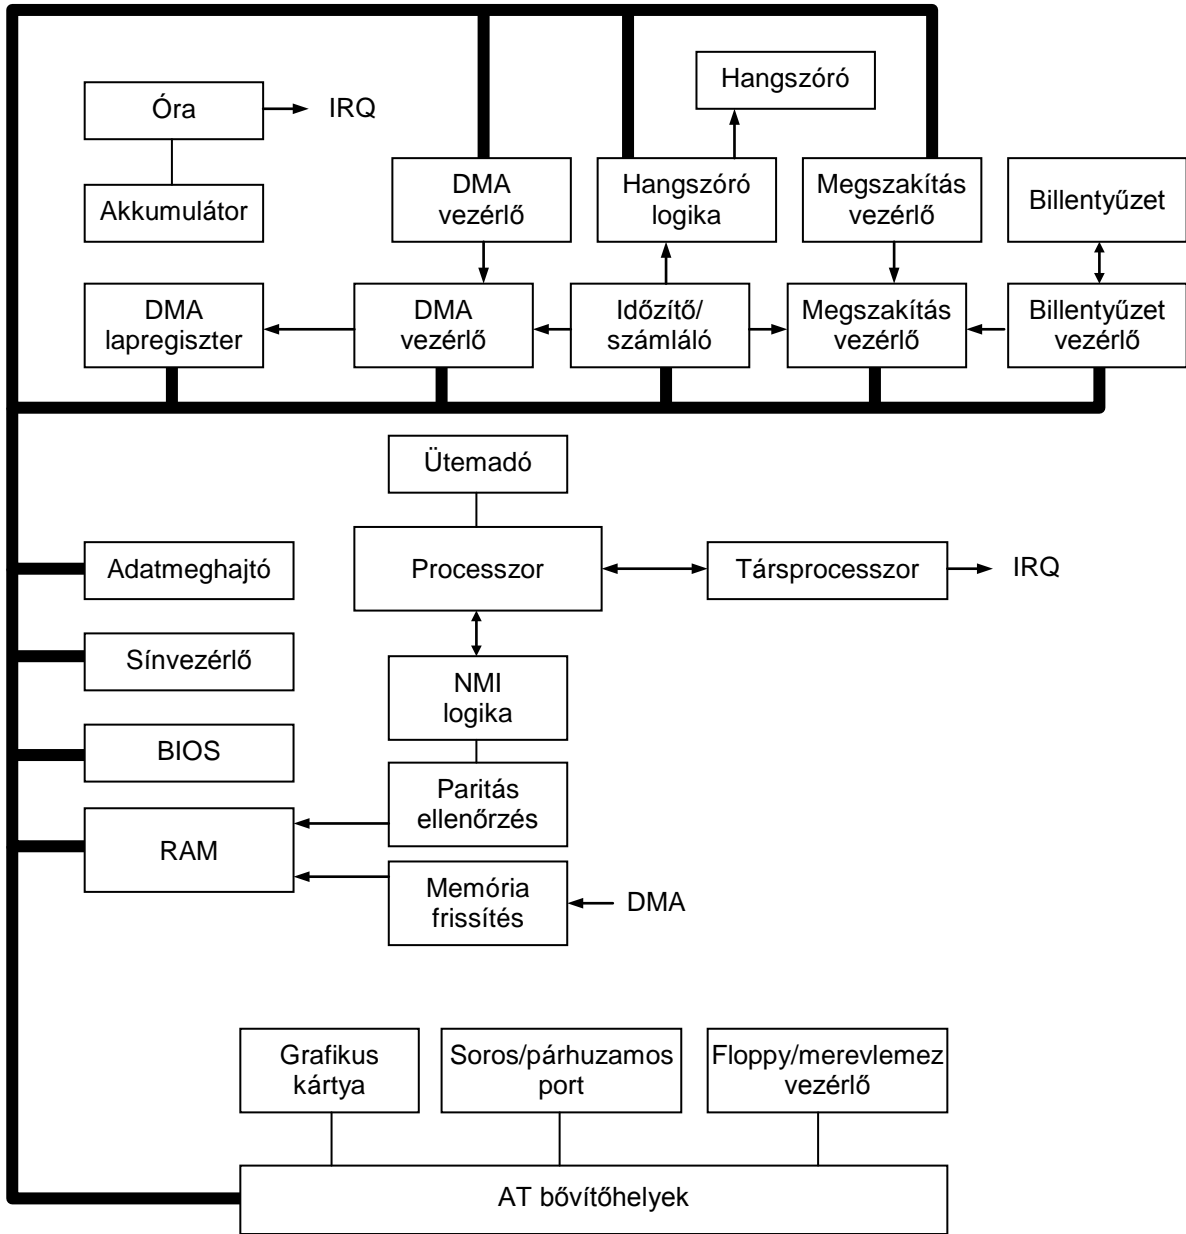 Hangszóró
Óra
IRQ
Akkumulátor
DMA
vezérlő
Hangszóró
logika
Megszakítás
vezérlő
Billentyűzet
DMA
lapregiszter
DMA
vezérlő
Időzítő/
számláló
Megszakítás
vezérlő
Billentyűzet
vezérlő
Ütemadó
Adatmeghajtó
Processzor
Társprocesszor
IRQ
Sínvezérlő
NMI
logika
BIOS
Paritás
ellenőrzés
RAM
Memória
frissítés
DMA
Grafikus
kártya
Soros/párhuzamos
port
Floppy/merevlemez
vezérlő
AT bővítőhelyek